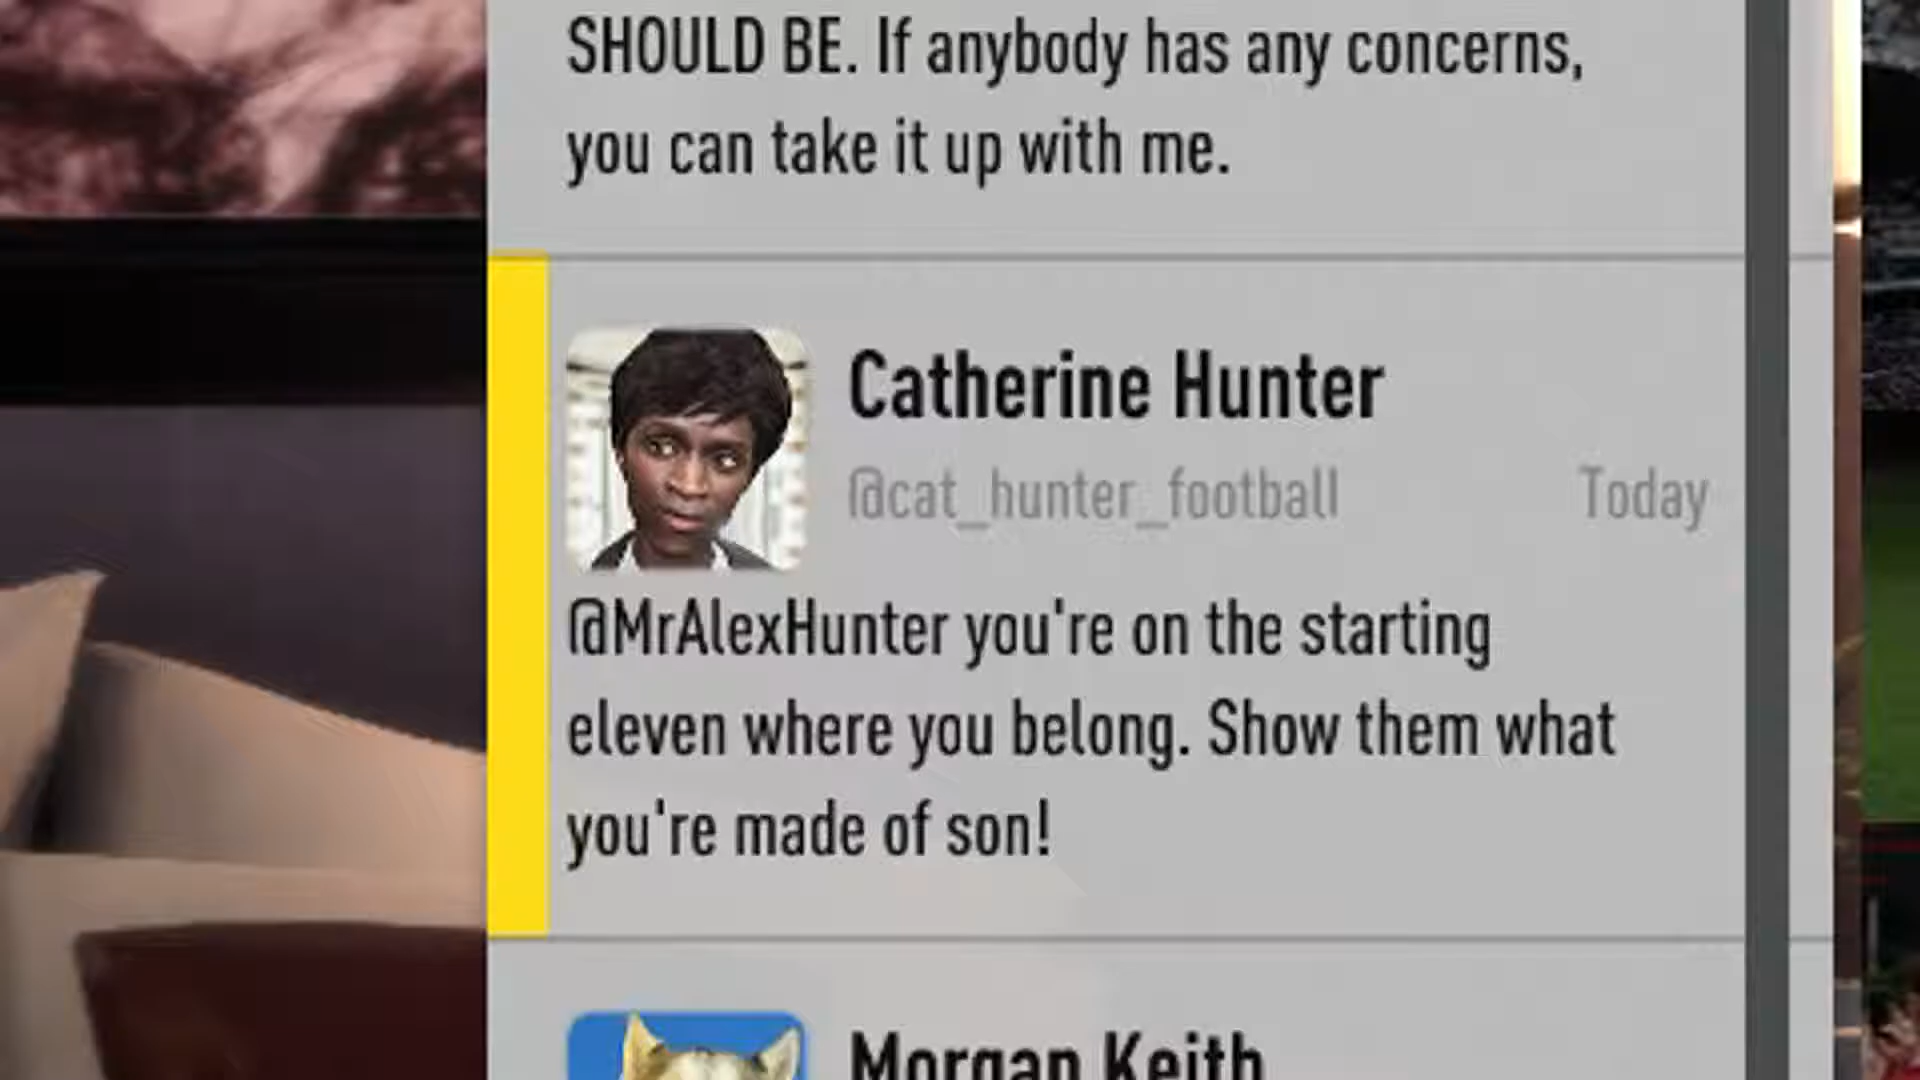 SHOULD BE. If anybody has any concerns,
you can take it up with me.
Catherine Hunter
@cat_hunter_football Today
@MrAlexHunter you're on the starting
eleven where you belong. Show them what
you're made of son!
Morgan Keith